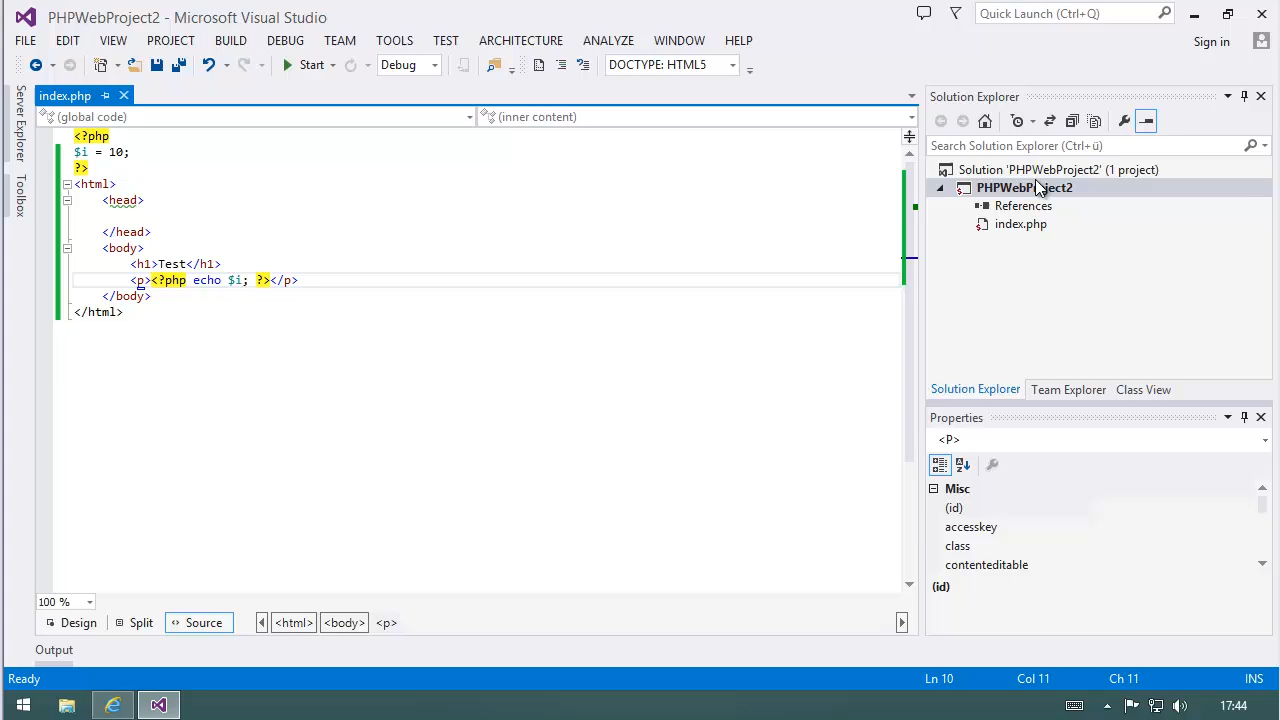 PHPWebProject2 - Microsoft Visual Studio
Quick Launch (Ctrl+Q)
FILE EDIT VIEW PROJECT BUILD DEBUG TEAM TOOLS TEST ARCHITECTURE ANALYZE WINDOW HELP
Sign in
Start Debug DOCTYPE: HTML5
Server Explorer
Toolbox
index.php
(global code) (inner content)
<?php
$i = 10;
?>
<html>
<head>
</head>
<body>
<h1>Test</h1>
<p><?php echo $i; ?></p>
</body>
</html>
100 %
Design Split Source <html> <body> <p>
Output
Solution Explorer
Search Solution Explorer (Ctrl+ü)
Solution 'PHPWebProject2' (1 project)
PHPWebProject2
References
index.php
Solution Explorer Team Explorer Class View
Properties
<P>
Misc
(id)
accesskey
class
contenteditable
(id)
Ready Ln 10 Col 11 Ch 11 INS
17:44